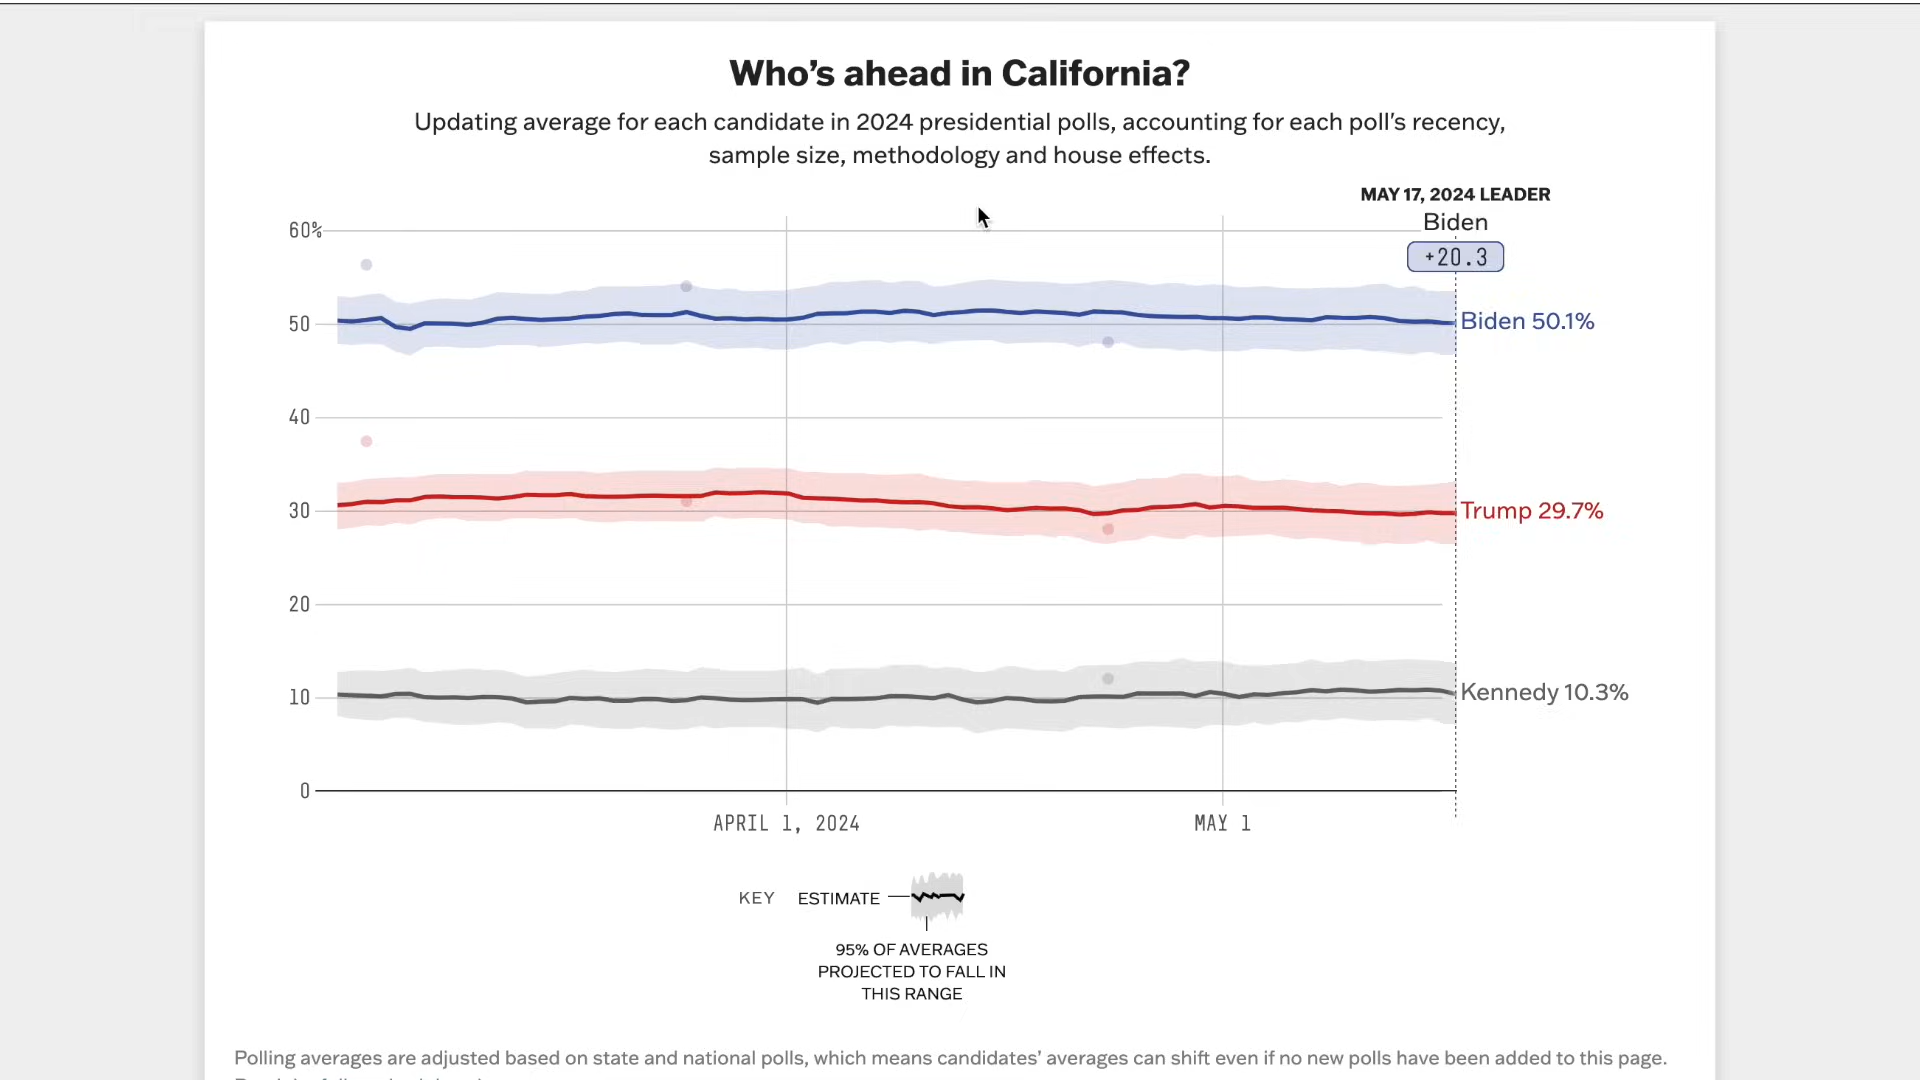 Who's ahead in California?
Updating average for each candidate in 2024 presidential polls, accounting for each poll's recency,
sample size, methodology and house effects.
MAY 17, 2024 LEADER
Biden
+20.3
60%
50
40
30
20
10
0
Biden 50.1%
Trump 29.7%
Kennedy 10.3%
APRIL 1, 2024
MAY 1
KEY ESTIMATE
95% OF AVERAGES
PROJECTED TO FALL IN
THIS RANGE
Polling averages are adjusted based on state and national polls, which means candidates' averages can shift even if no new polls have been added to this page.